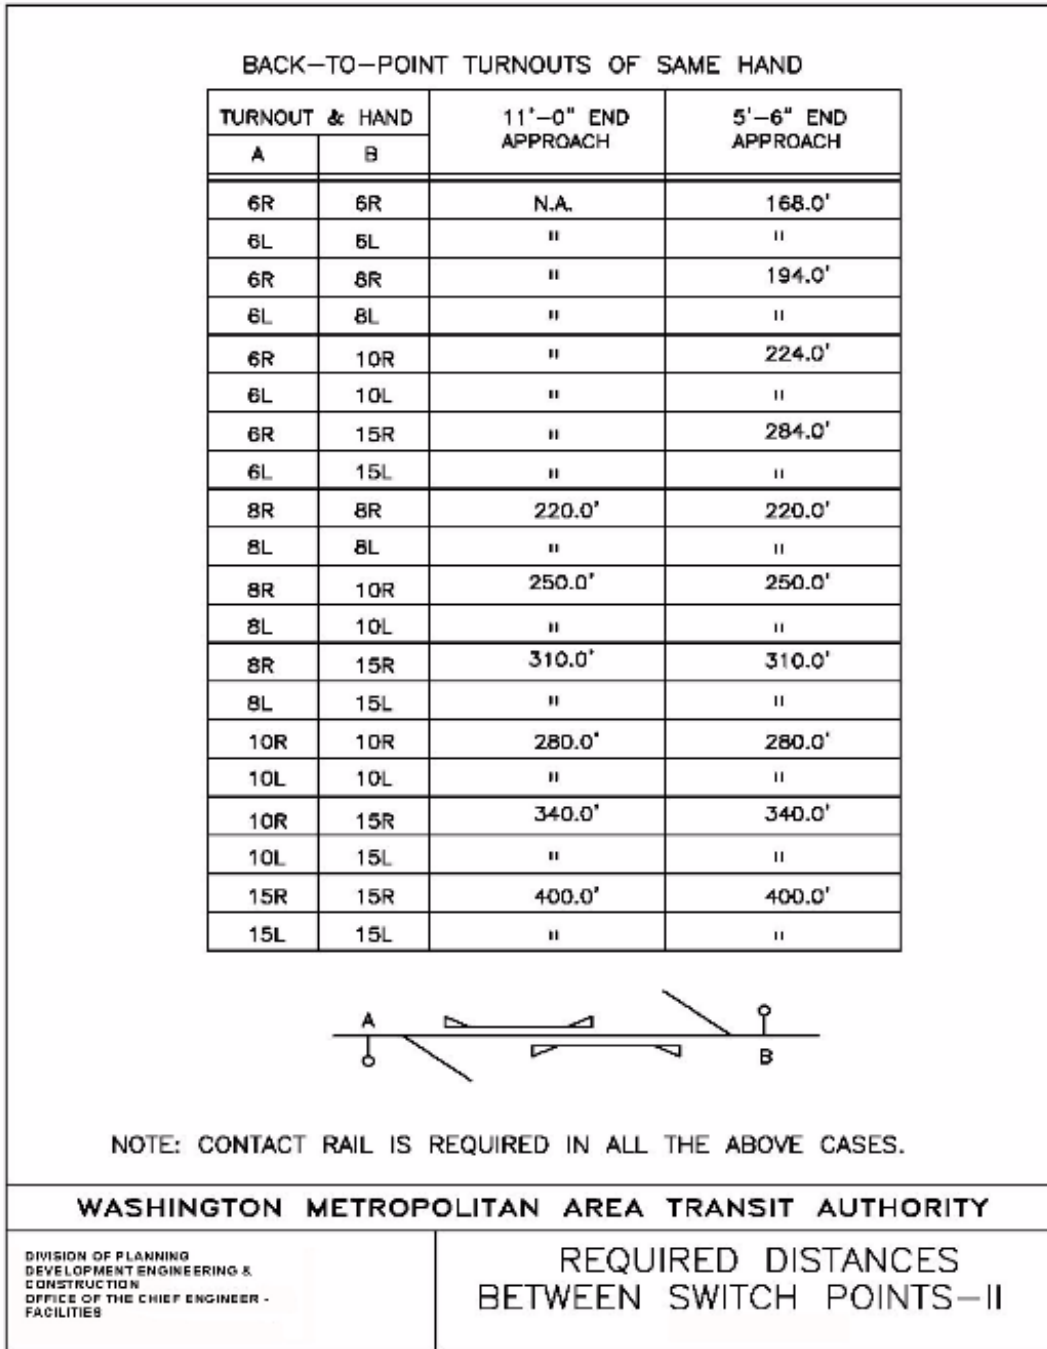 BACK-TO-POINT TURNOUTS OF SAME HAND
TURNOUT & HAND 11'-0" END APPROACH 5'-6" END APPROACH
A B
6R 6R N.A. 168.0'
6L 6L " "
6R 8R " 194.0'
6L 8L " "
6R 10R " 224.0'
6L 10L " "
6R 15R " 284.0'
6L 15L " "
8R 8R 220.0' 220.0'
8L 8L " "
8R 10R 250.0' 250.0'
8L 10L " "
8R 15R 310.0' 310.0'
8L 15L " "
10R 10R 280.0' 280.0'
10L 10L " "
10R 15R 340.0' 340.0'
10L 15L " "
15R 15R 400.0' 400.0'
15L 15L " "
A
B
NOTE: CONTACT RAIL IS REQUIRED IN ALL THE ABOVE CASES.
WASHINGTON METROPOLITAN AREA TRANSIT AUTHORITY
DIVISION OF PLANNING
DEVELOPMENT ENGINEERING &
CONSTRUCTION
OFFICE OF THE CHIEF ENGINEER -
FACILITIES
REQUIRED DISTANCES
BETWEEN SWITCH POINTS-II